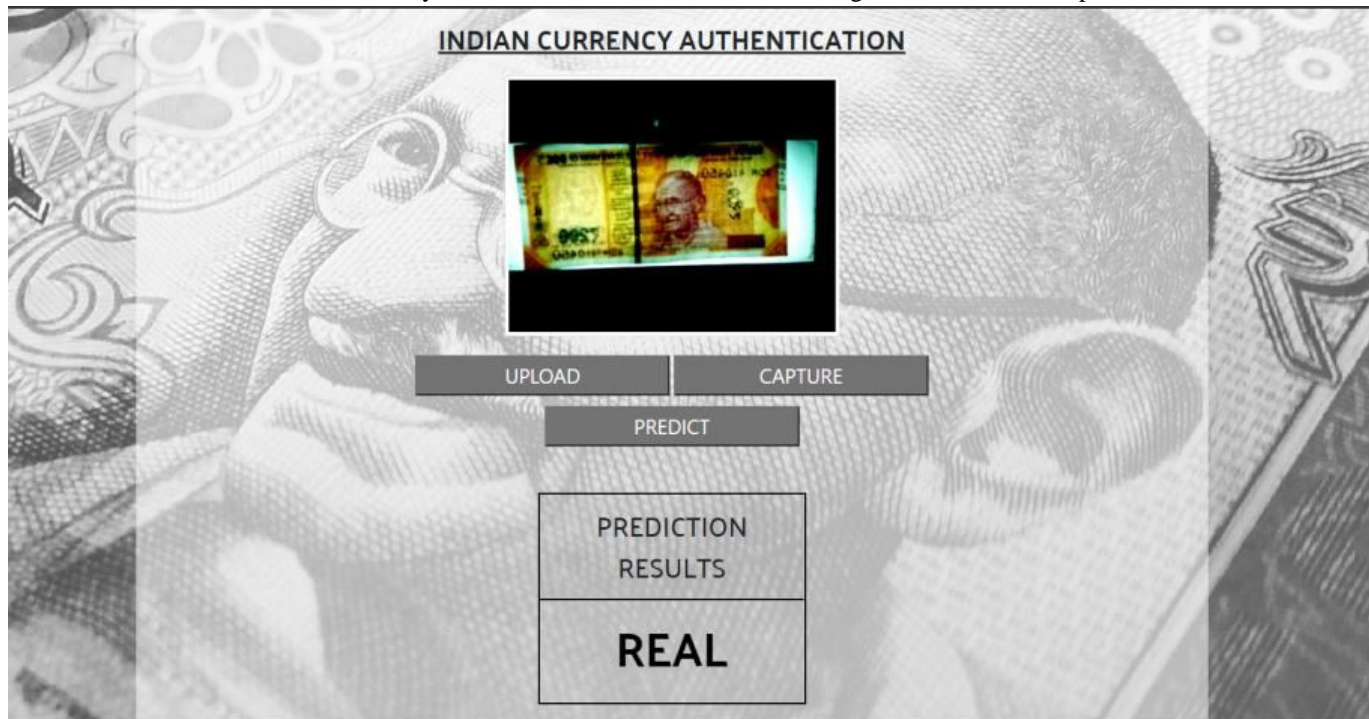 INDIAN CURRENCY AUTHENTICATION
UPLOAD
CAPTURE
PREDICT
PREDICTION
RESULTS
REAL